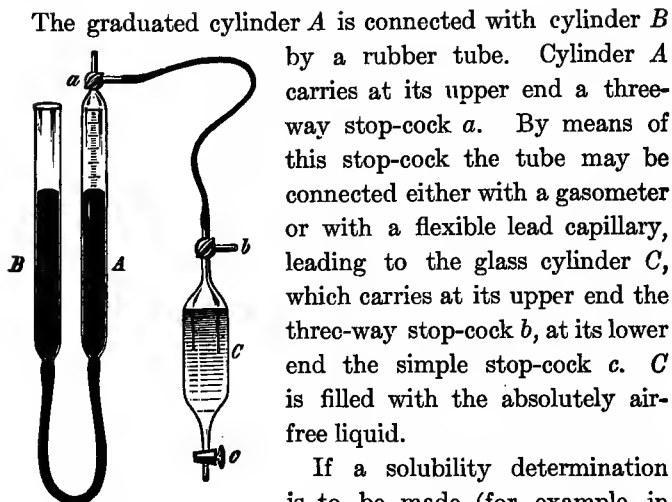 The graduated cylinder A is connected with cylinder B
by a rubber tube. Cylinder A
carries at its upper end a three-
way stop-cock a. By means of
this stop-cock the tube may be
connected either with a gasometer
or with a flexible lead capillary,
leading to the glass cylinder C,
which carries at its upper end the
three-way stop-cock b, at its lower
end the simple stop-cock c. C
is filled with the absolutely air-
free liquid.
If a solubility determination
is to be made (for example in
a
b
B
A
C
c